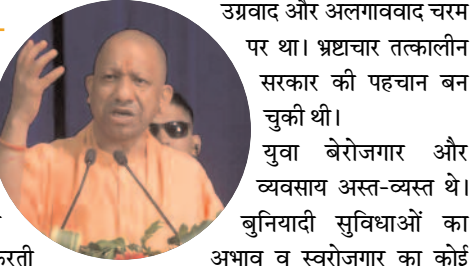 उग्रवाद और अलगाववाद चरम
पर था। भ्रष्टाचार तत्कालीन
सरकार की पहचान बन
चुकी थी।
युवा बेरोजगार और
व्यवसाय अस्त-व्यस्त थे।
बुनियादी सुविधाओं का
अभाव व स्वरोजगार का कोई